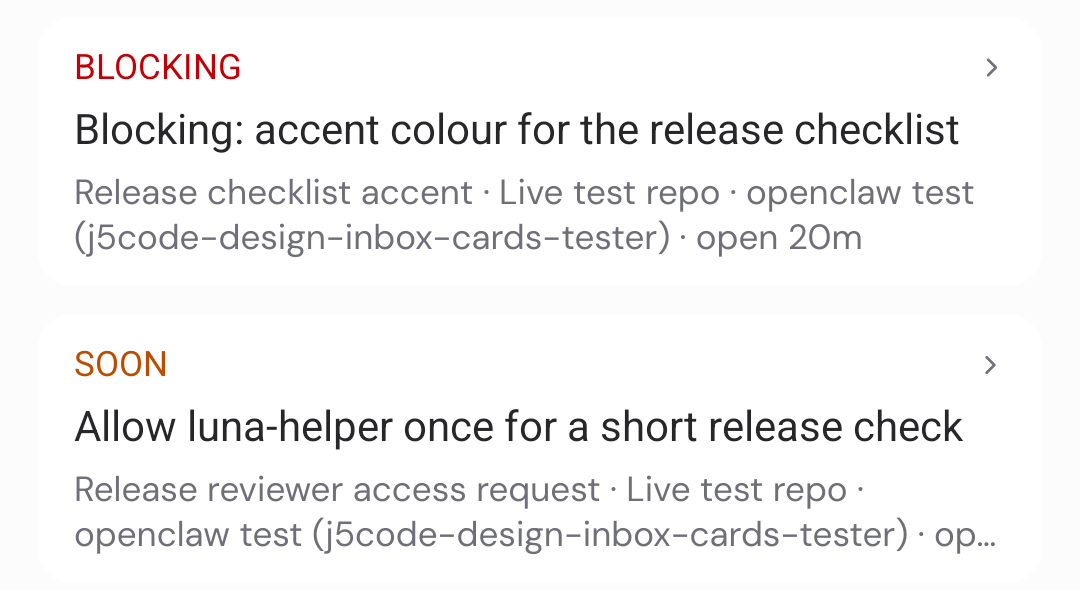 BLOCKING
Blocking: accent colour for the release checklist
Release checklist accent · Live test repo · openclaw test
(j5code-design-inbox-cards-tester) · open 20m
SOON
Allow luna-helper once for a short release check
Release reviewer access request · Live test repo ·
openclaw test (j5code-design-inbox-cards-tester) · op…